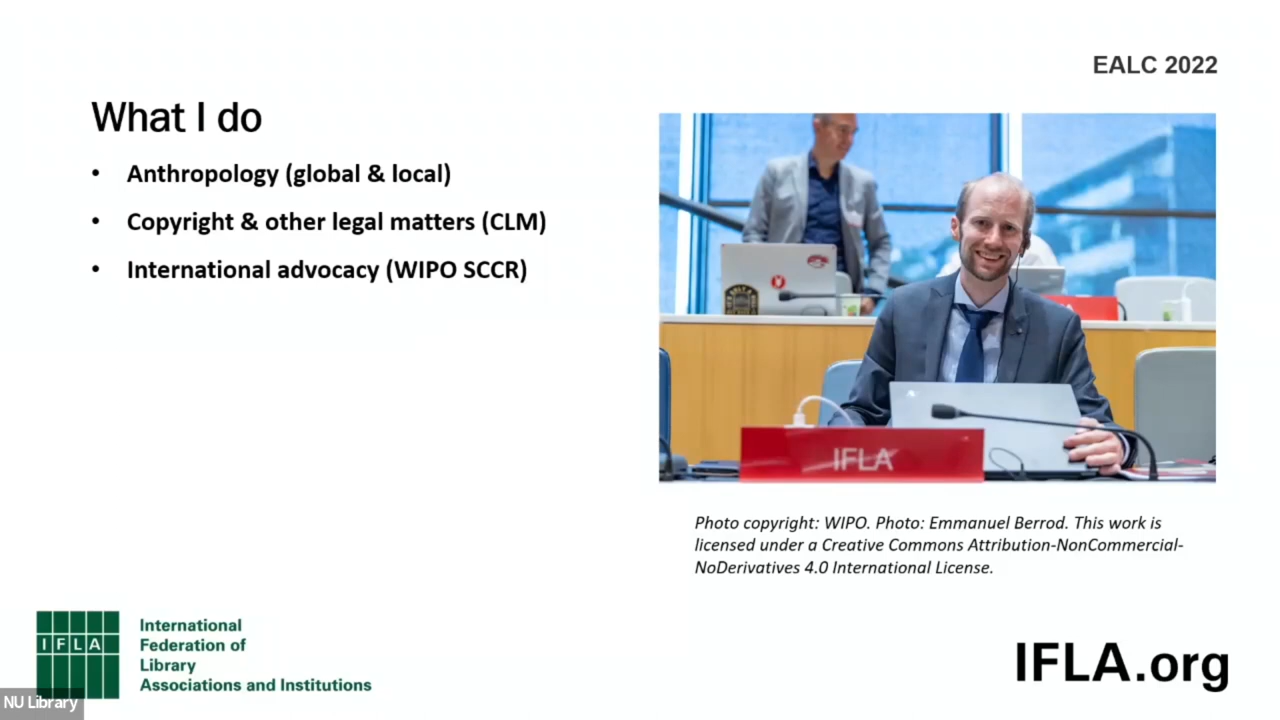 EALC 2022
What I do
• Anthropology (global & local)
• Copyright & other legal matters (CLM)
• International advocacy (WIPO SCCR)
IFLA
Photo copyright: WIPO. Photo: Emmanuel Berrod. This work is
licensed under a Creative Commons Attribution-NonCommercial-
NoDerivatives 4.0 International License.
IFLA
International
Federation of
Library
Associations and Institutions
IFLA.org
NU Library